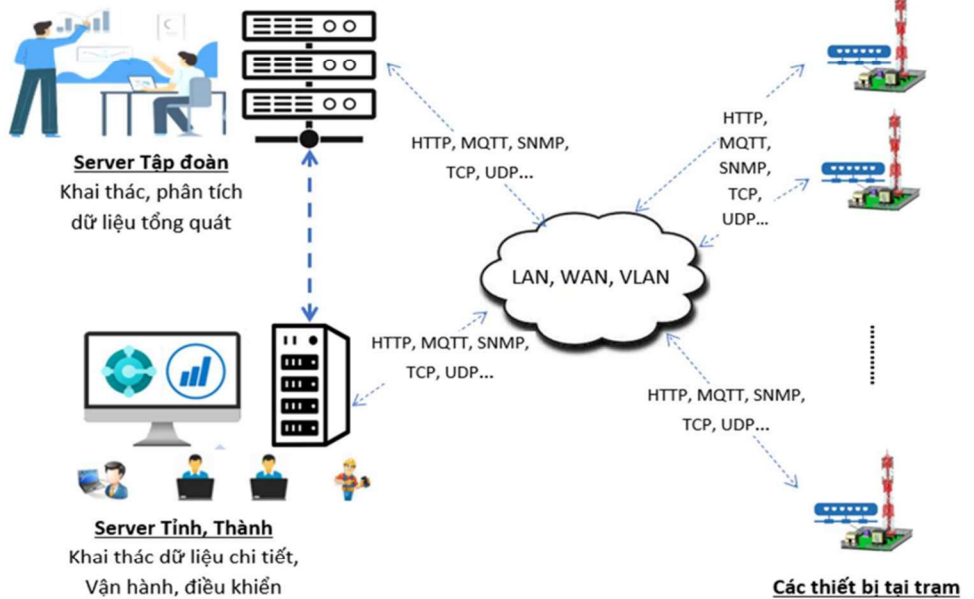 Server Tập đoàn
Khai thác, phân tích
dữ liệu tổng quát
HTTP, MQTT, SNMP,
TCP, UDP...
HTTP,
MQTT,
SNMP,
TCP,
UDP...
LAN, WAN, VLAN
HTTP, MQTT, SNMP,
TCP, UDP...
HTTP, MQTT, SNMP,
TCP, UDP...
Server Tỉnh, Thành
Khai thác dữ liệu chi tiết,
Vận hành, điều khiển
Các thiết bị tại trạm